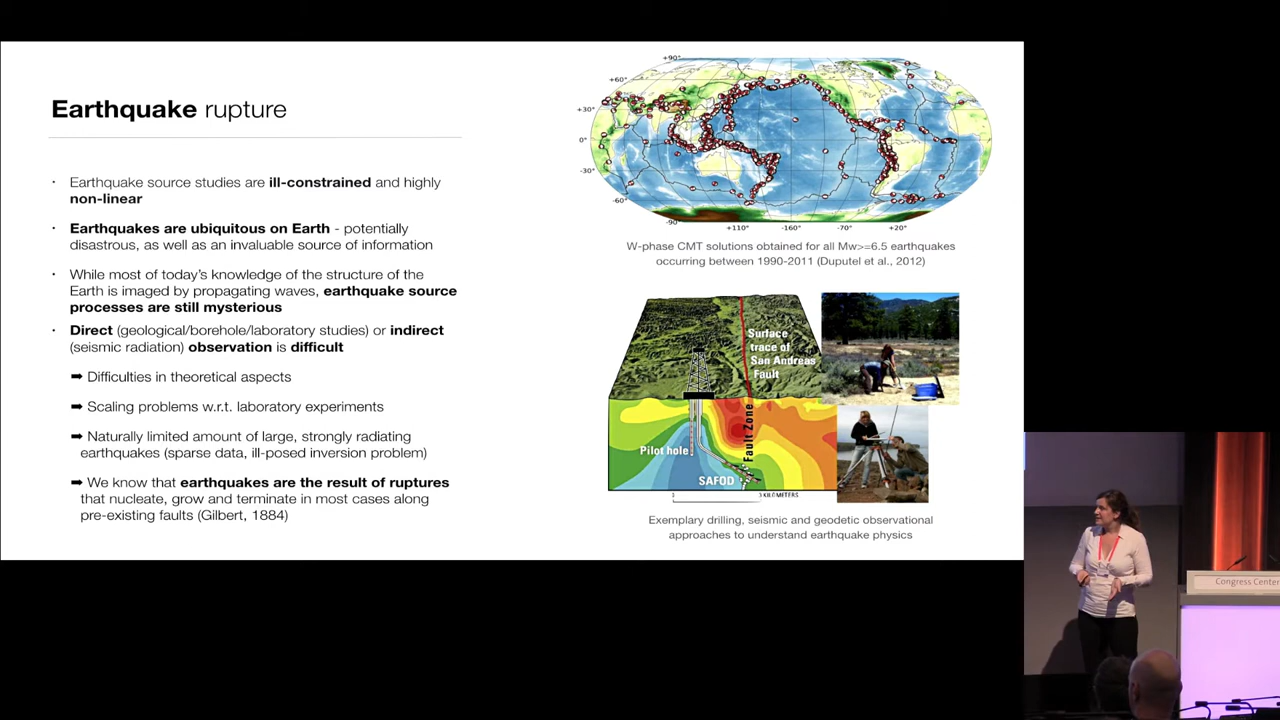 Earthquake rupture
· Earthquake source studies are ill-constrained and highly
non-linear
· Earthquakes are ubiquitous on Earth - potentially
disastrous, as well as an invaluable source of information
· While most of today's knowledge of the structure of the
Earth is imaged by propagating waves, earthquake source
processes are still mysterious
· Direct (geological/borehole/laboratory studies) or indirect
(seismic radiation) observation is difficult
➡ Difficulties in theoretical aspects
➡ Scaling problems w.r.t. laboratory experiments
➡ Naturally limited amount of large, strongly radiating
earthquakes (sparse data, ill-posed inversion problem)
➡ We know that earthquakes are the result of ruptures
that nucleate, grow and terminate in most cases along
pre-existing faults (Gilbert, 1884)
+90°
+60°
+30°
0°
-30°
-60°
-90°
+110° -160° -70° +20°
W-phase CMT solutions obtained for all Mw>=6.5 earthquakes
occurring between 1990-2011 (Duputel et al., 2012)
Surface
trace of
San Andreas
Fault
Fault Zone
Pilot hole
SAFOD
0 3 KILOMETERS
Exemplary drilling, seismic and geodetic observational
approaches to understand earthquake physics
Congress Center